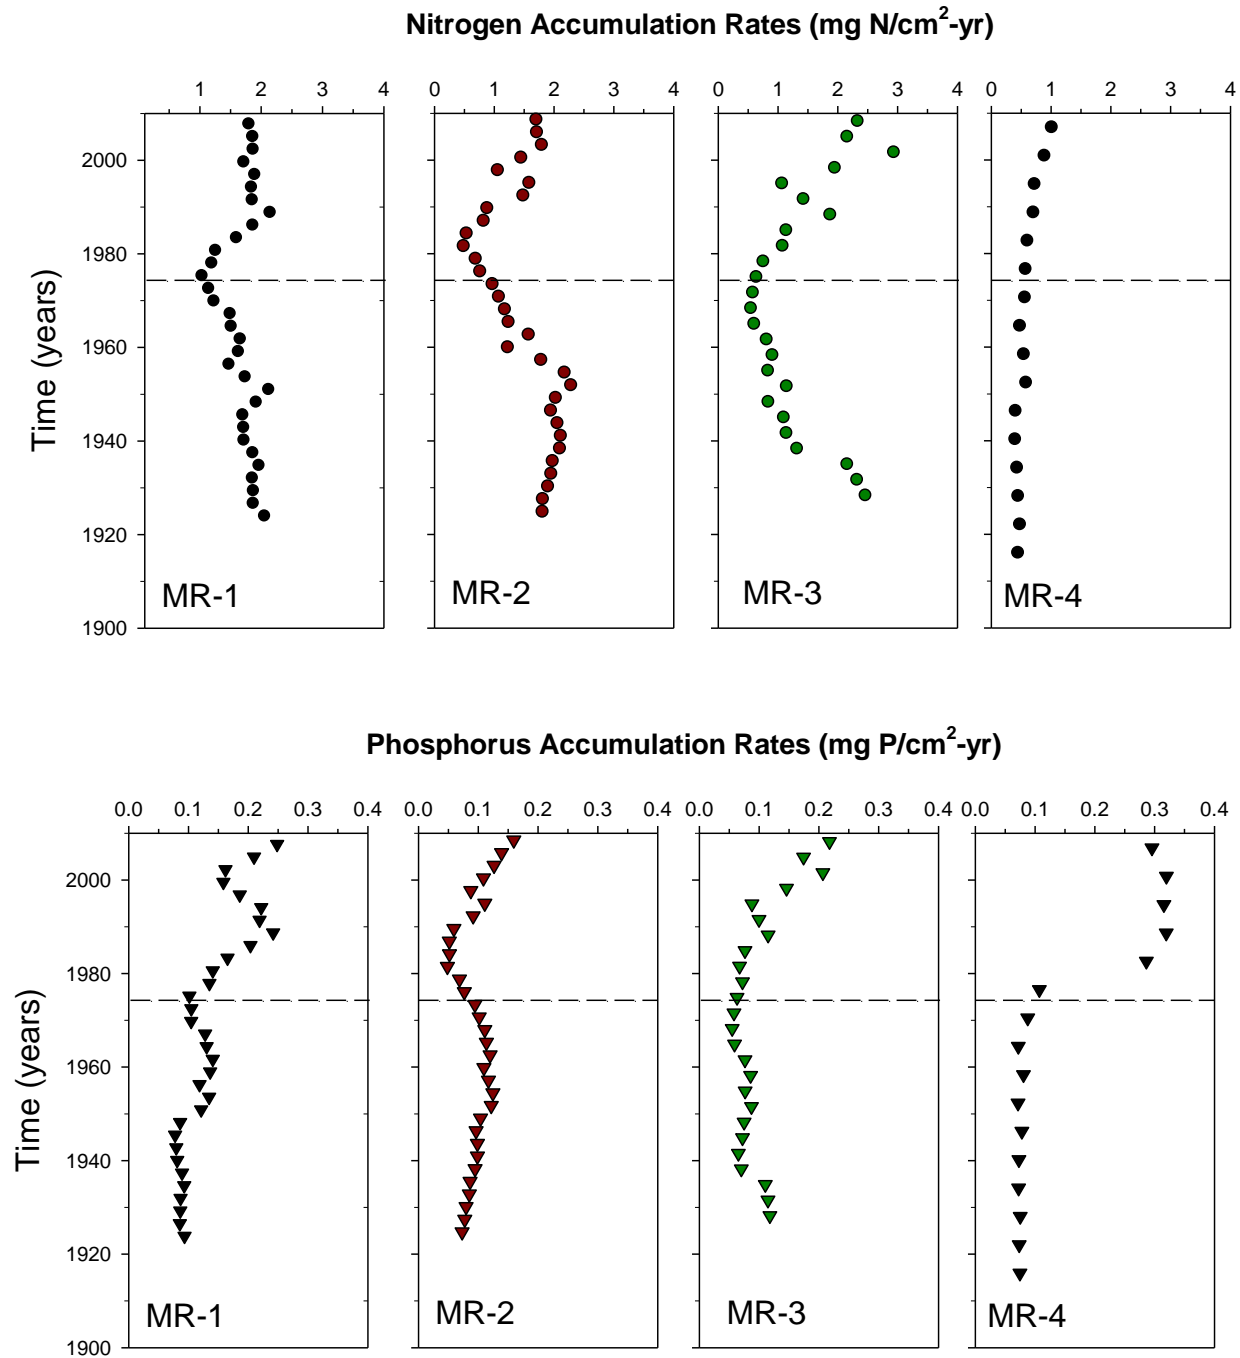 Nitrogen Accumulation Rates (mg N/cm²-yr)
1 2 3 4 0 1 2 3 4 0 1 2 3 4 0 1 2 3 4
2000
1980
Time (years)
1960
1940
1920
MR-1 MR-2 MR-3 MR-4
1900
Phosphorus Accumulation Rates (mg P/cm²-yr)
0.0 0.1 0.2 0.3 0.4 0.0 0.1 0.2 0.3 0.4 0.0 0.1 0.2 0.3 0.4 0.0 0.1 0.2 0.3 0.4
2000
1980
Time (years)
1960
1940
1920
MR-1 MR-2 MR-3 MR-4
1900